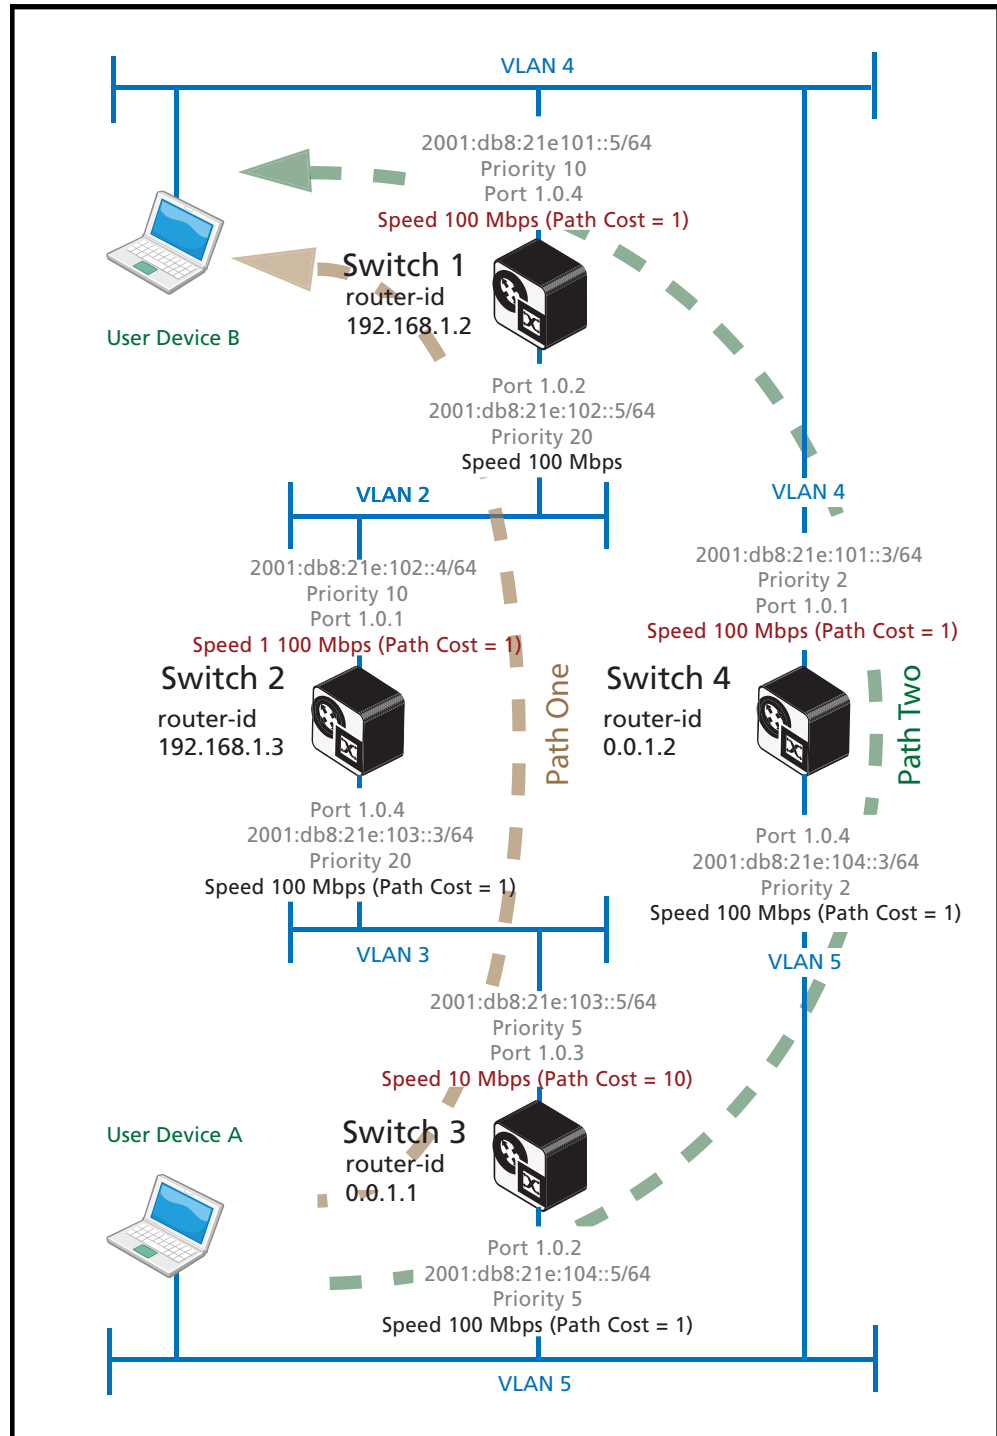 VLAN 4
2001:db8:21e101::5/64
Priority 10
Port 1.0.4
Speed 100 Mbps (Path Cost = 1)
Switch 1
router-id
192.168.1.2
User Device B
Port 1.0.2
2001:db8:21e:102::5/64
Priority 20
Speed 100 Mbps
VLAN 2
VLAN 4
2001:db8:21e:102::4/64
Priority 10
Port 1.0.1
Speed 1 100 Mbps (Path Cost = 1)
Switch 2
router-id
192.168.1.3
Path One
2001:db8:21e:101::3/64
Priority 2
Port 1.0.1
Speed 100 Mbps (Path Cost = 1)
Switch 4
router-id
0.0.1.2
Path Two
Port 1.0.4
2001:db8:21e:103::3/64
Priority 20
Speed 100 Mbps (Path Cost = 1)
Port 1.0.4
2001:db8:21e:104::3/64
Priority 2
Speed 100 Mbps (Path Cost = 1)
VLAN 3
VLAN 5
2001:db8:21e:103::5/64
Priority 5
Port 1.0.3
Speed 10 Mbps (Path Cost = 10)
User Device A
Switch 3
router-id
0.0.1.1
Port 1.0.2
2001:db8:21e:104::5/64
Priority 5
Speed 100 Mbps (Path Cost = 1)
VLAN 5